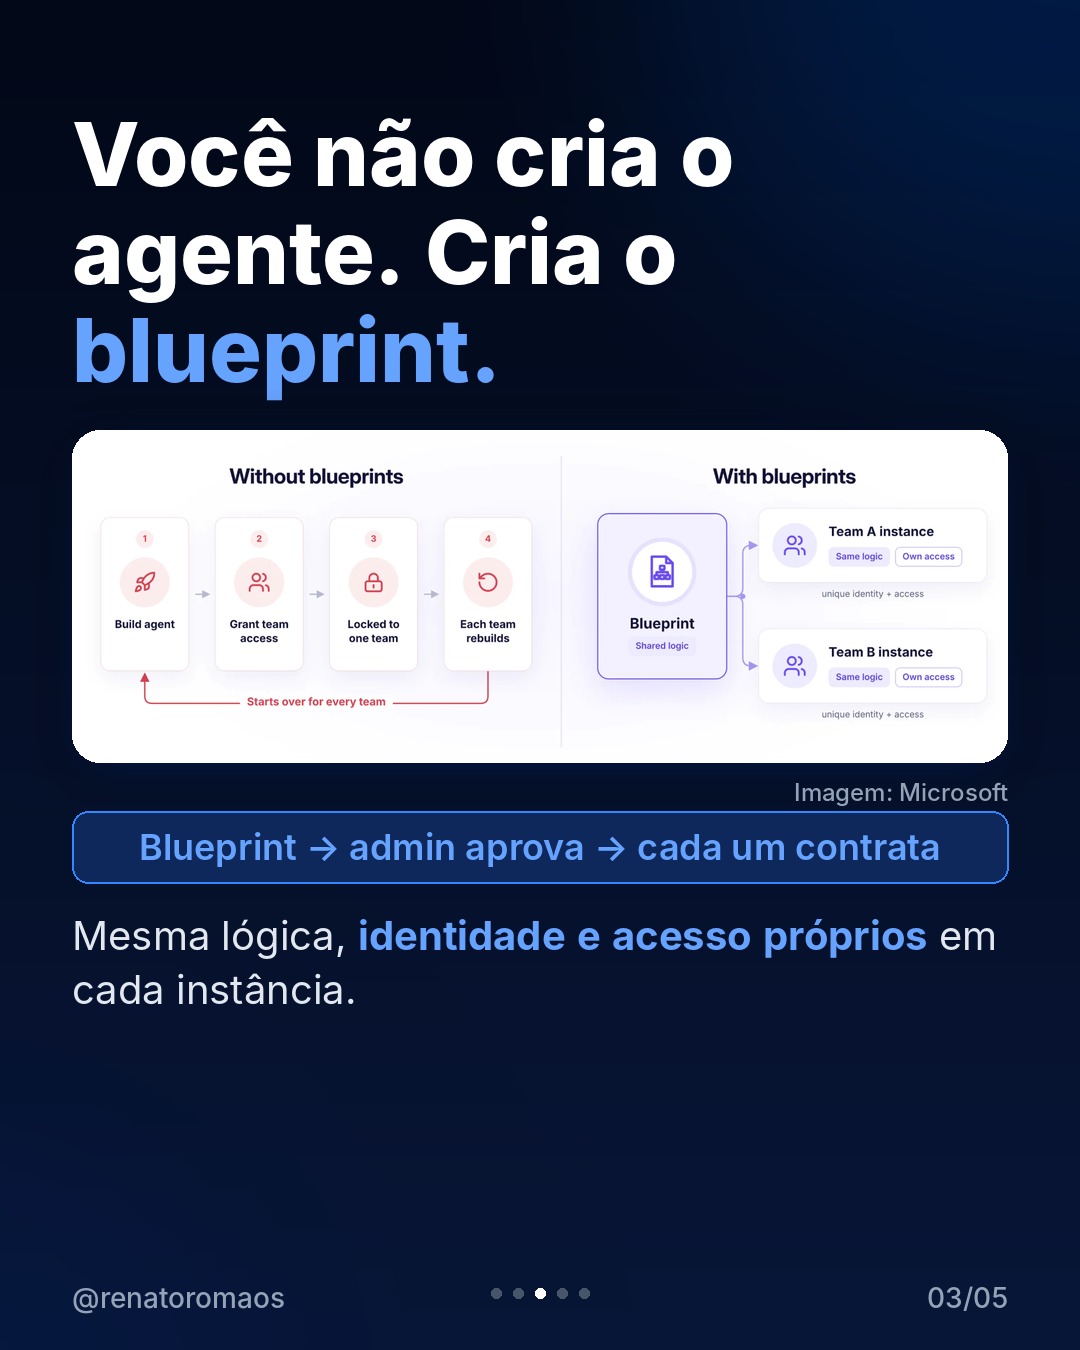 Você não cria o
agente. Cria o
blueprint.
Without blueprints
1
Build agent
2
Grant team
access
3
Locked to
one team
4
Each team
rebuilds
Starts over for every team
With blueprints
Blueprint
Shared logic
Team A instance
Same logic
Own access
unique identity + access
Team B instance
Same logic
Own access
unique identity + access
Imagem: Microsoft
Blueprint → admin aprova → cada um contrata
Mesma lógica, identidade e acesso próprios em
cada instância.
@renatoromaos
03/05